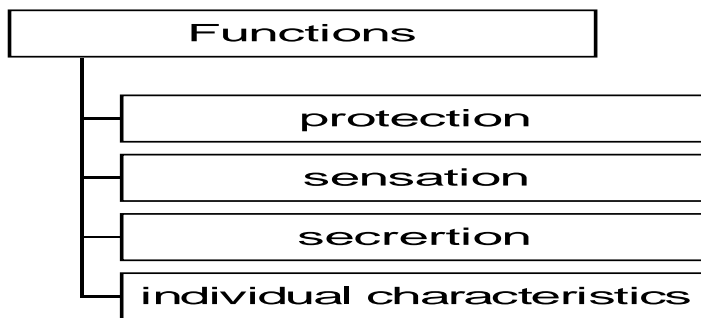 Functions
protection
sensation
secrertion
individual characteristics